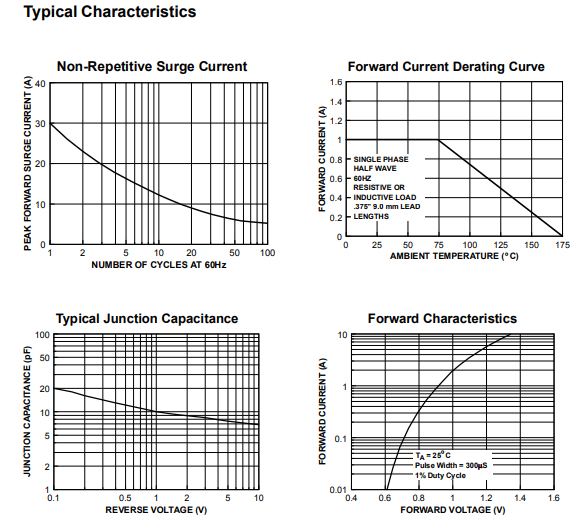 Typical Characteristics
Non-Repetitive Surge Current
PEAK FORWARD SURGE CURRENT (A)
40
30
20
10
0
1 2 5 10 20 50 100
NUMBER OF CYCLES AT 60Hz
Forward Current Derating Curve
FORWARD CURRENT (A)
1.6
1.4
1.2
1
0.8
0.6
0.4
0.2
0
SINGLE PHASE
HALF WAVE
60HZ
RESISTIVE OR
INDUCTIVE LOAD
.375" 9.0 mm LEAD
LENGTHS
0 25 50 75 100 125 150 175
AMBIENT TEMPERATURE (ºC)
Typical Junction Capacitance
JUNCTION CAPACITANCE (pF)
100
50
20
10
5
2
1
0.1 0.5 1 2 5 10
REVERSE VOLTAGE (V)
Forward Characteristics
FORWARD CURRENT (A)
10
1
0.1
0.01
TA = 25ºC
Pulse Width = 300µS
1% Duty Cycle
0.4 0.6 0.8 1 1.2 1.4 1.6
FORWARD VOLTAGE (V)